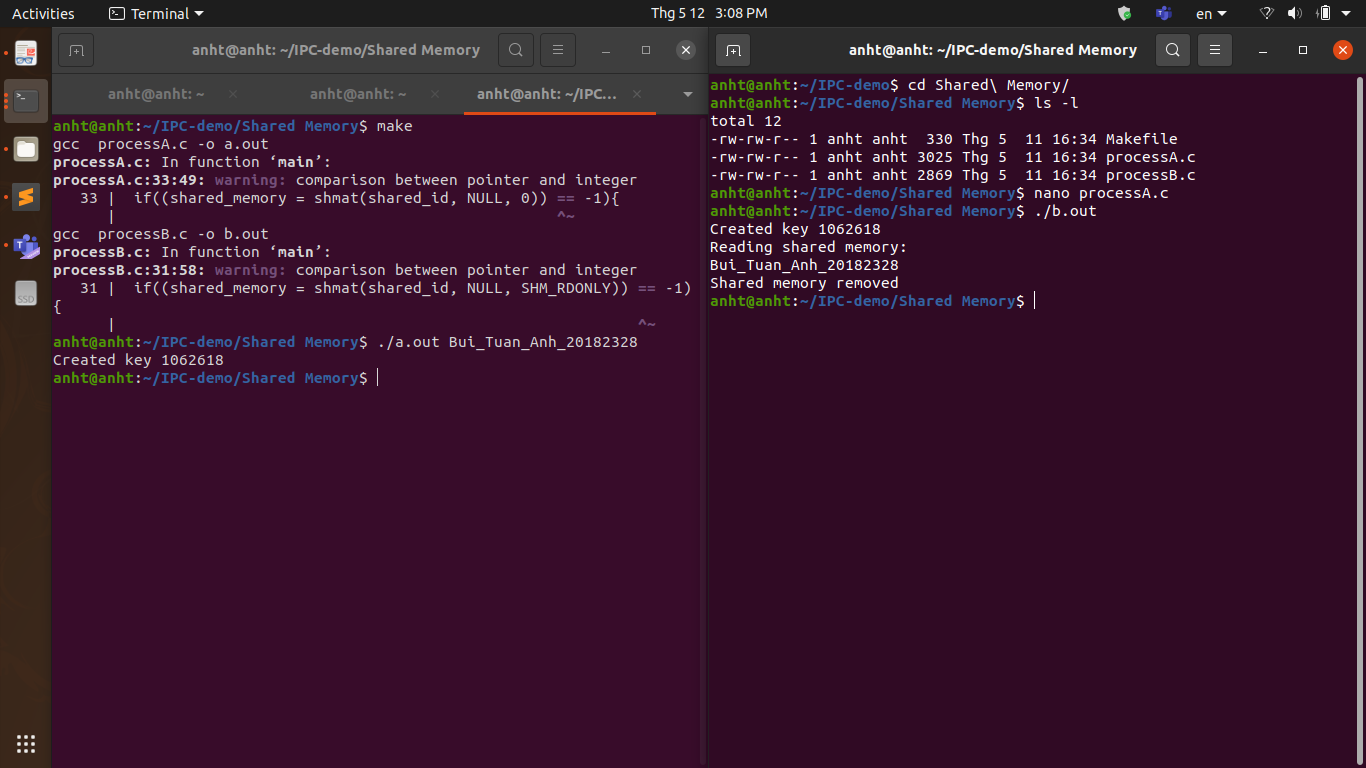 Activities Terminal Thg 5 12 3:08 PM en
anht@anht: ~/IPC-demo/Shared Memory
anht@anht: ~ × anht@anht: ~ × anht@anht: ~/IPC... ×
anht@anht:~/IPC-demo/Shared Memory$ make
gcc  processA.c -o a.out
processA.c: In function ‘main’:
processA.c:33:49: warning: comparison between pointer and integer
   33 |  if((shared_memory = shmat(shared_id, NULL, 0)) == -1){
      |                                                 ^~
gcc  processB.c -o b.out
processB.c: In function ‘main’:
processB.c:31:58: warning: comparison between pointer and integer
   31 |  if((shared_memory = shmat(shared_id, NULL, SHM_RDONLY)) == -1)
{
      |                                                          ^~
anht@anht:~/IPC-demo/Shared Memory$ ./a.out Bui_Tuan_Anh_20182328
Created key 1062618
anht@anht:~/IPC-demo/Shared Memory$
anht@anht: ~/IPC-demo/Shared Memory
anht@anht:~/IPC-demo$ cd Shared\ Memory/
anht@anht:~/IPC-demo/Shared Memory$ ls -l
total 12
-rw-rw-r-- 1 anht anht  330 Thg 5  11 16:34 Makefile
-rw-rw-r-- 1 anht anht 3025 Thg 5  11 16:34 processA.c
-rw-rw-r-- 1 anht anht 2869 Thg 5  11 16:34 processB.c
anht@anht:~/IPC-demo/Shared Memory$ nano processA.c
anht@anht:~/IPC-demo/Shared Memory$ ./b.out
Created key 1062618
Reading shared memory:
Bui_Tuan_Anh_20182328
Shared memory removed
anht@anht:~/IPC-demo/Shared Memory$
SSD